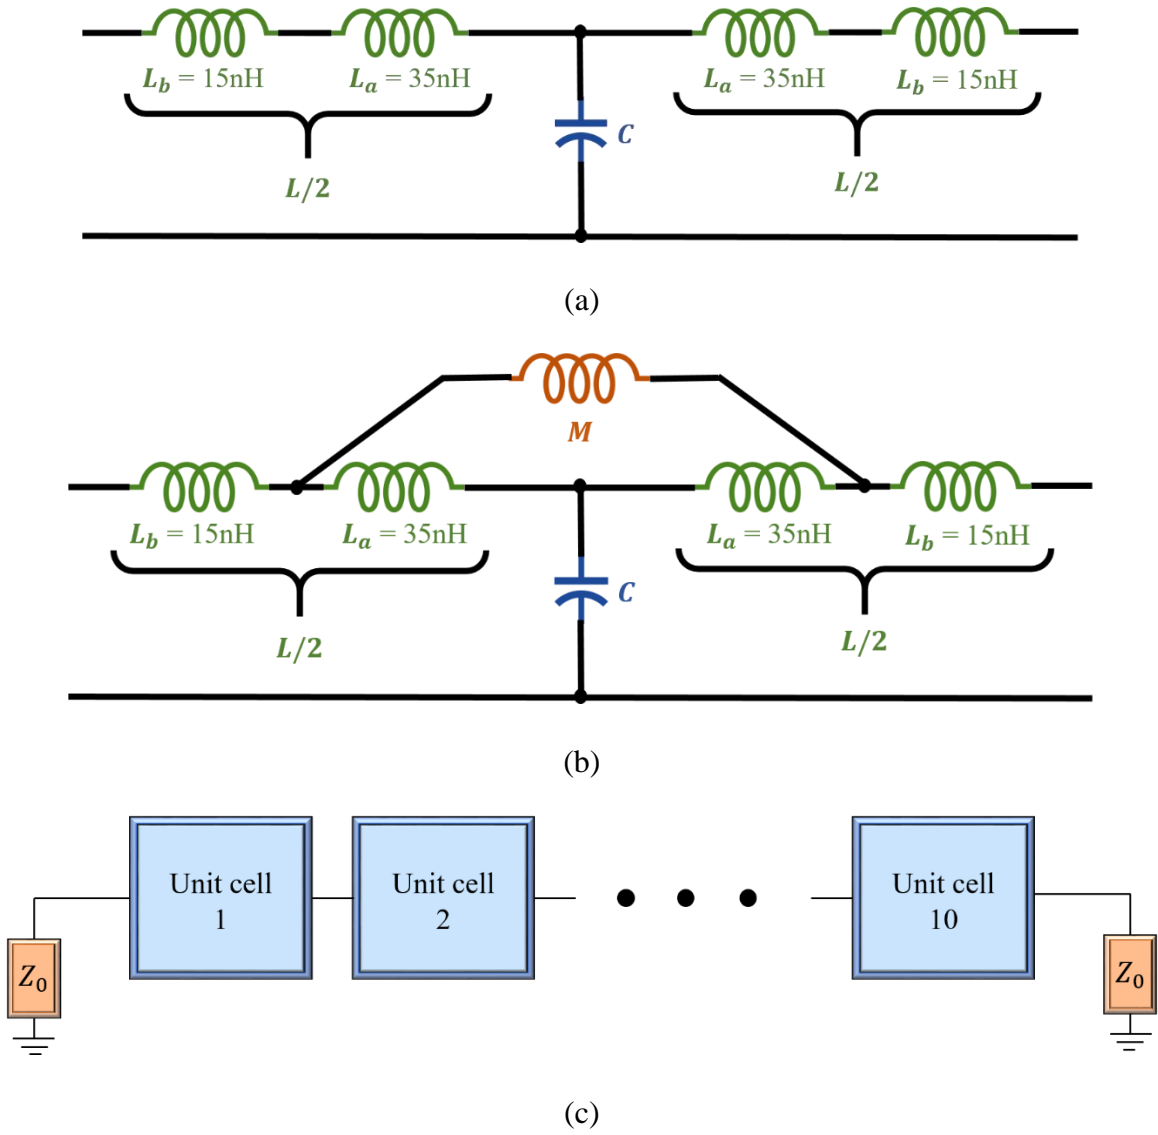 L_b = 15nH L_a = 35nH L_a = 35nH L_b = 15nH
C
L/2 L/2
(a)
M
L_b = 15nH L_a = 35nH L_a = 35nH L_b = 15nH
C
L/2 L/2
(b)
Unit cell Unit cell Unit cell
1 2 10
Z_0 Z_0
(c)